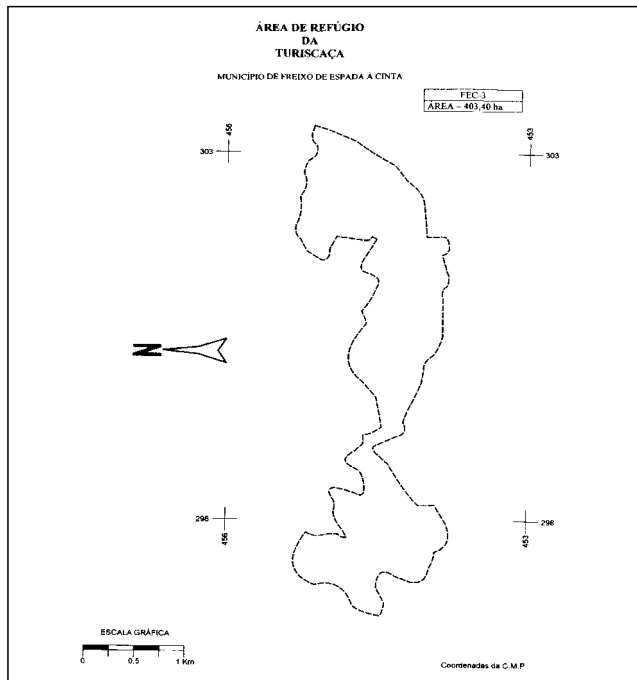 ÁREA DE REFÚGIO
DA
TURISCAÇA
MUNICÍPIO DE FREIXO DE ESPADA À CINTA
FEC-3
ÁREA – 403,40 ha
456
453
303
303
N
298
298
456
453
ESCALA GRÁFICA
0 0.5 1 Km
Coordenadas da C.M.P